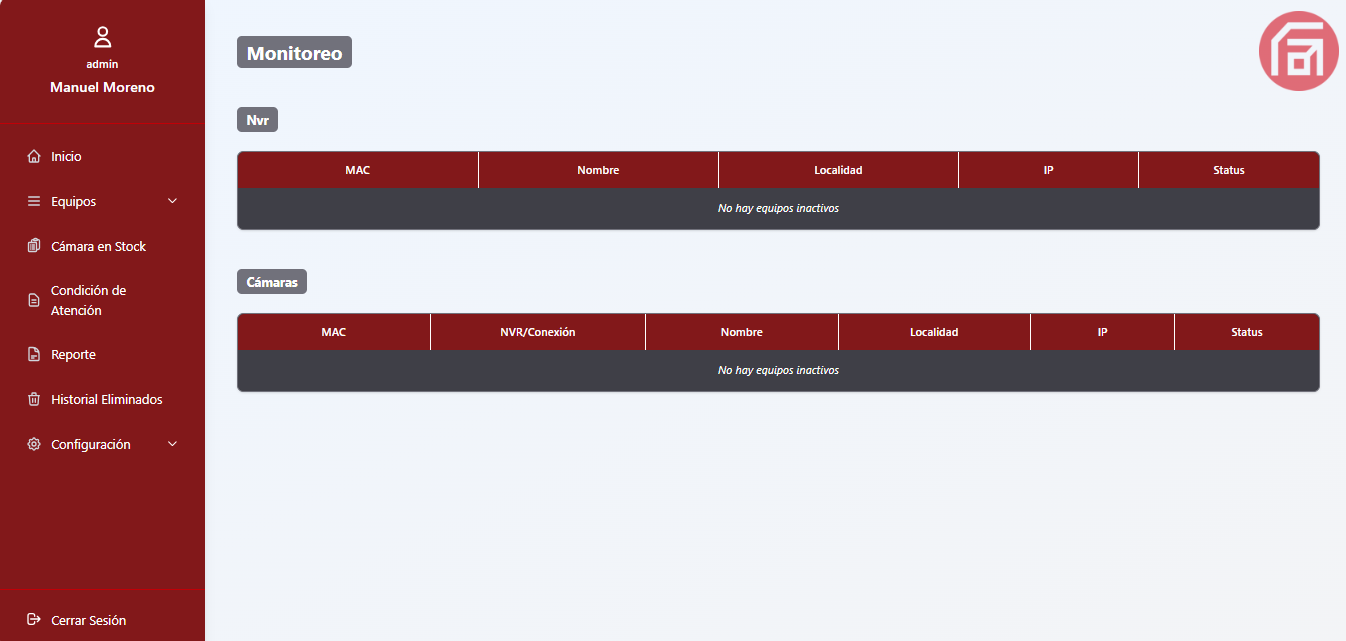 admin
Manuel Moreno
Inicio
Equipos
Cámara en Stock
Condición de
Atención
Reporte
Historial Eliminados
Configuración
Cerrar Sesión
Monitoreo
Nvr
MAC Nombre Localidad IP Status
No hay equipos inactivos
Cámaras
MAC NVR/Conexión Nombre Localidad IP Status
No hay equipos inactivos